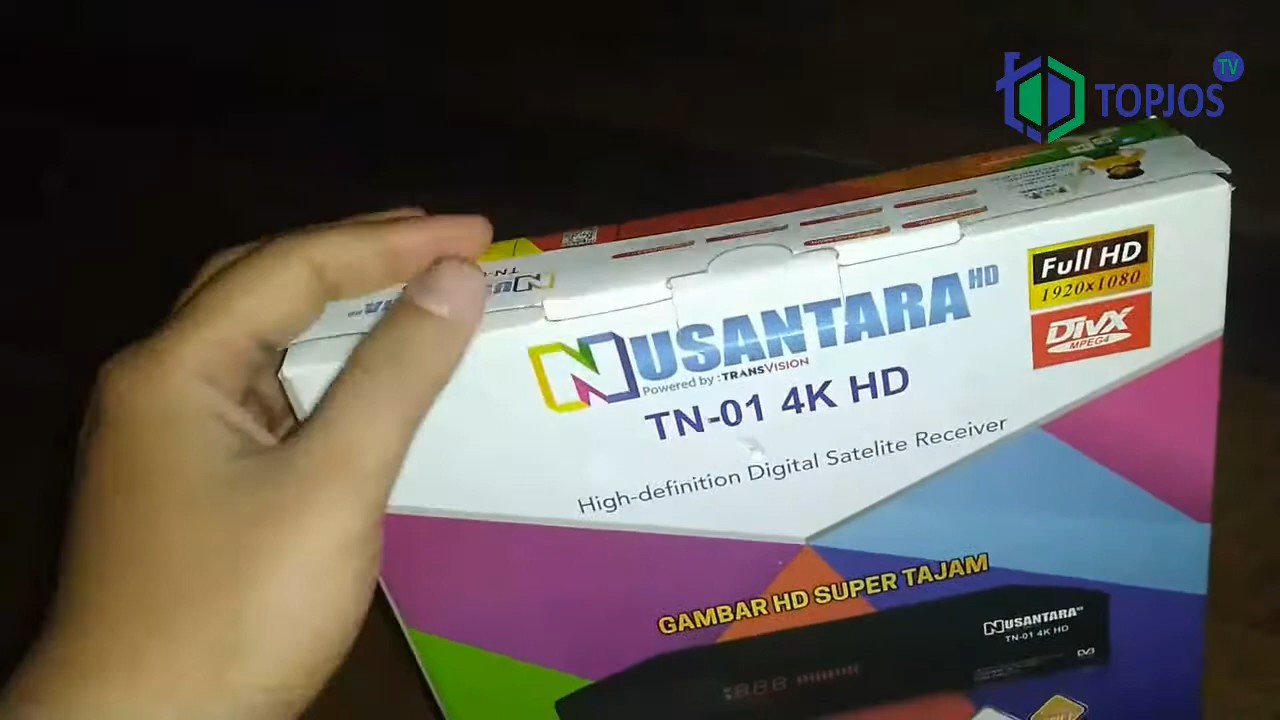 TOPJOS TV
NUSANTARA HD
Powered by : TRANSVISION
TN-01 4K HD
High-definition Digital Satelite Receiver
Full HD
1920x1080
DIVX
MPEG4
GAMBAR HD SUPER TAJAM
NUSANTARA HD
TN-01 4K HD